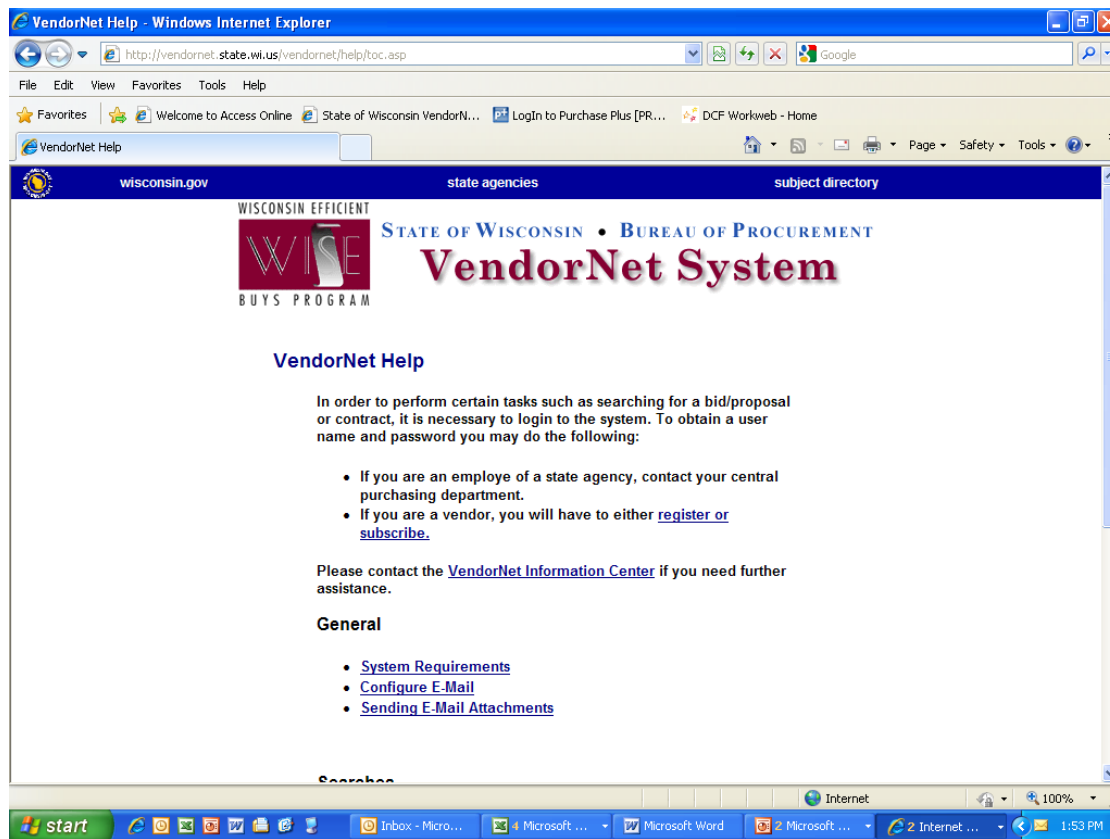 VendorNet Help - Windows Internet Explorer
http://vendornet.state.wi.us/vendornet/help/toc.asp
Google
File Edit View Favorites Tools Help
Favorites Welcome to Access Online State of Wisconsin VendorN... LogIn to Purchase Plus [PR... DCF Workweb - Home
VendorNet Help Page Safety Tools
wisconsin.gov state agencies subject directory
WISCONSIN EFFICIENT
WISE
BUYS PROGRAM
STATE OF WISCONSIN • BUREAU OF PROCUREMENT
VendorNet System
VendorNet Help
In order to perform certain tasks such as searching for a bid/proposal
or contract, it is necessary to login to the system. To obtain a user
name and password you may do the following:
• If you are an employe of a state agency, contact your central
purchasing department.
• If you are a vendor, you will have to either register or
subscribe.
Please contact the VendorNet Information Center if you need further
assistance.
General
• System Requirements
• Configure E-Mail
• Sending E-Mail Attachments
Searches
Internet 100%
start Inbox - Micro... 4 Microsoft ... Microsoft Word 2 Microsoft ... 2 Internet ... 1:53 PM